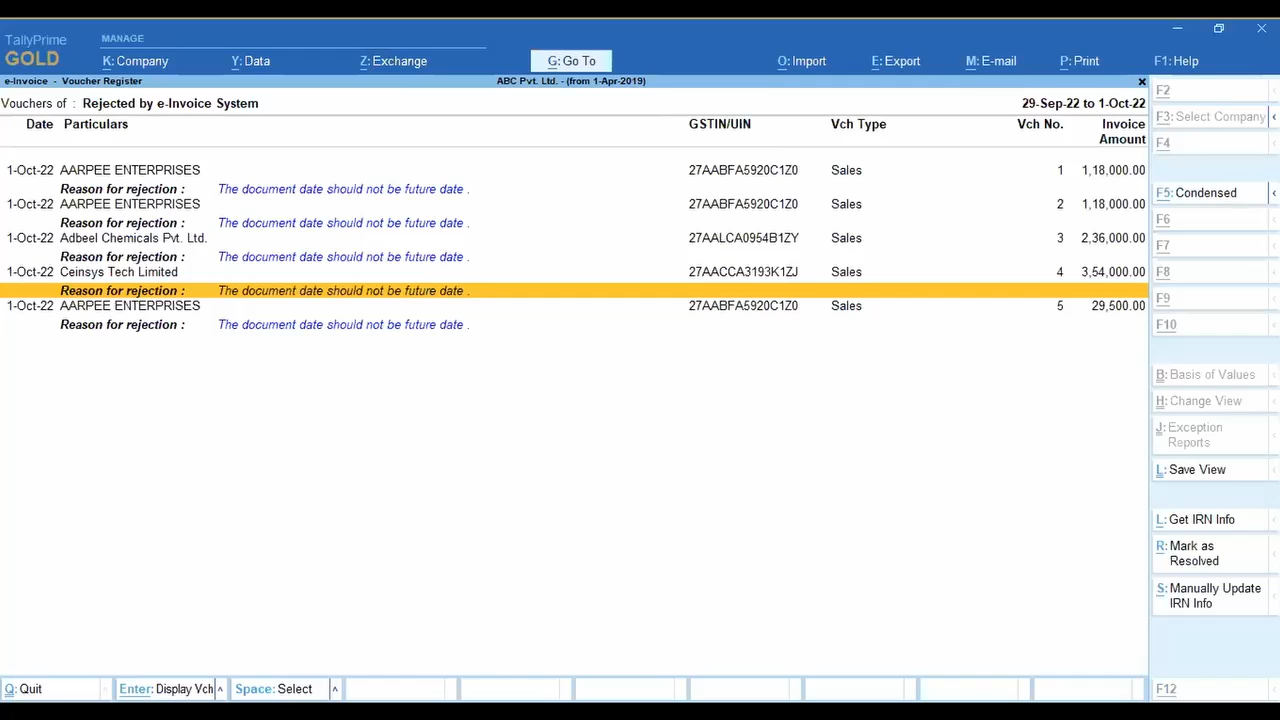 TallyPrime
GOLD
MANAGE
K: Company
Y: Data
Z: Exchange
G: Go To
O: Import
E: Export
M: E-mail
P: Print
F1: Help
e-Invoice - Voucher Register
ABC Pvt. Ltd. - (from 1-Apr-2019)
Vouchers of : Rejected by e-Invoice System
29-Sep-22 to 1-Oct-22
Date Particulars GSTIN/UIN Vch Type Vch No. Invoice
Amount
1-Oct-22 AARPEE ENTERPRISES 27AABFA5920C1Z0 Sales 1 1,18,000.00
Reason for rejection : The document date should not be future date .
1-Oct-22 AARPEE ENTERPRISES 27AABFA5920C1Z0 Sales 2 1,18,000.00
Reason for rejection : The document date should not be future date .
1-Oct-22 Adbeel Chemicals Pvt. Ltd. 27AALCA0954B1ZY Sales 3 2,36,000.00
Reason for rejection : The document date should not be future date .
1-Oct-22 Ceinsys Tech Limited 27AACCA3193K1ZJ Sales 4 3,54,000.00
Reason for rejection : The document date should not be future date .
1-Oct-22 AARPEE ENTERPRISES 27AABFA5920C1Z0 Sales 5 29,500.00
Reason for rejection : The document date should not be future date .
F2
F3: Select Company
F4
F5: Condensed
F6
F7
F8
F9
F10
B: Basis of Values
H: Change View
J: Exception
Reports
L: Save View
L: Get IRN Info
R: Mark as
Resolved
S: Manually Update
IRN Info
F12
Q: Quit
Enter: Display Vch
Space: Select